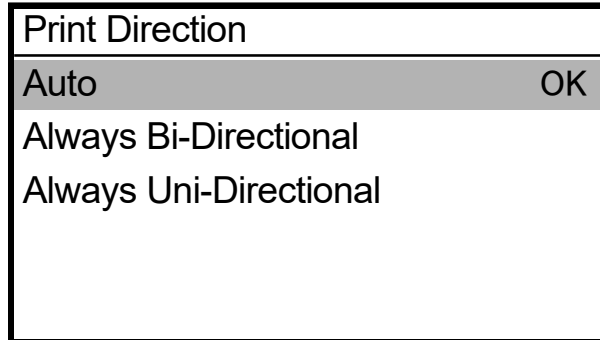 Print Direction
Auto OK
Always Bi-Directional
Always Uni-Directional